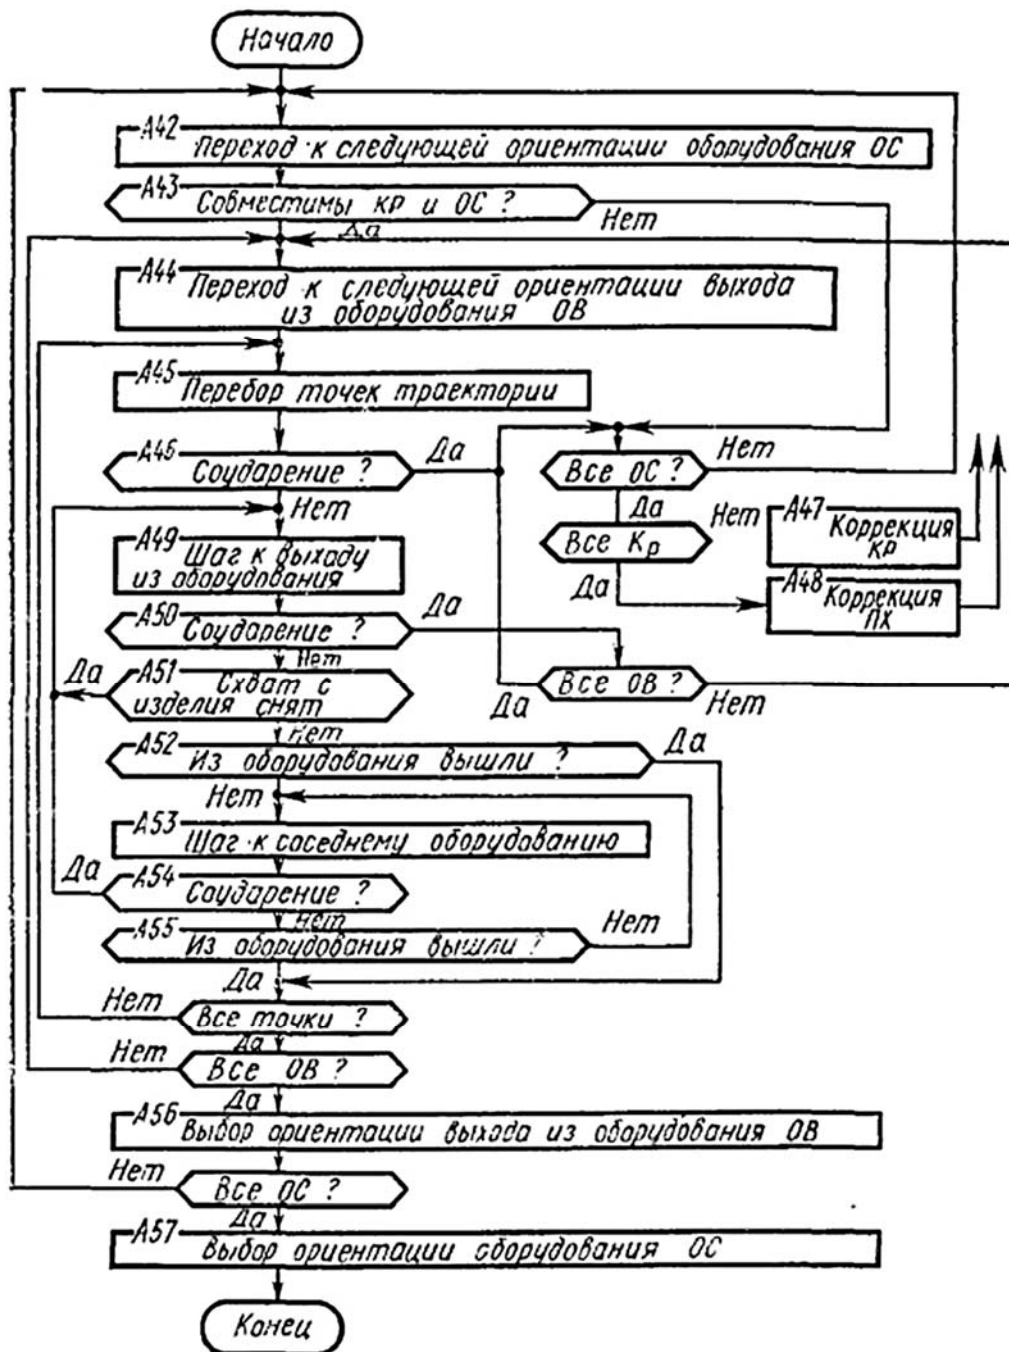 Начало
А42
Переход к следующей ориентации оборудования ОС
А43
Совместимы КР и ОС ?
Нет
Да
А44
Переход к следующей ориентации выхода
из оборудования ОВ
А45
Перебор точек траектории
А46
Соударение ?
Да
Все ОС ?
Нет
Нет
Да
А49
Шаг к выходу
из оборудования
Все Кр
Нет
А47
Коррекция
КР
Да
А48
Коррекция
ПХ
А50
Соударение ?
Да
Нет
Да
А51
Схват с
изделия снят
Все ОВ ?
Да
Нет
Нет
А52
Из оборудования вышли ?
Да
Нет
А53
Шаг к соседнему оборудованию
Да
А54
Соударение ?
Нет
А55
Из оборудования вышли ?
Нет
Да
Нет
Все точки ?
Да
Нет
Все ОВ ?
Да
А56
Выбор ориентации выхода из оборудования ОВ
Нет
Все ОС ?
Да
А57
Выбор ориентации оборудования ОС
Конец